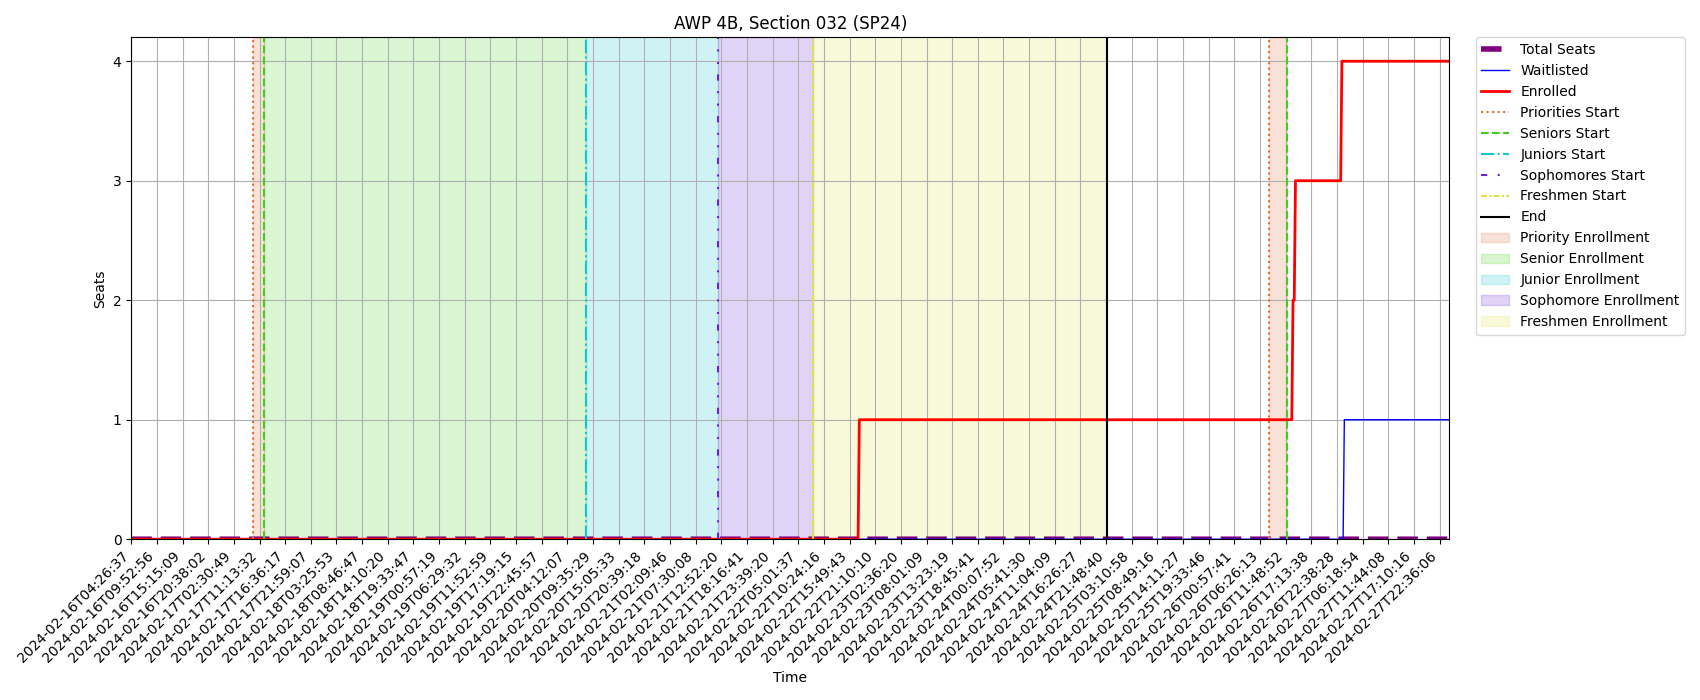 AWP 4B, Section 032 (SP24)
Seats
4
3
2
1
0
2024-02-16T04:26:37
2024-02-16T09:52:56
2024-02-16T15:15:09
2024-02-16T20:38:02
2024-02-17T02:30:49
2024-02-17T11:13:32
2024-02-17T16:36:17
2024-02-17T21:59:07
2024-02-18T03:25:53
2024-02-18T08:46:47
2024-02-18T14:10:20
2024-02-18T19:33:47
2024-02-19T00:57:19
2024-02-19T06:29:32
2024-02-19T11:52:59
2024-02-19T17:19:15
2024-02-19T22:45:57
2024-02-20T04:12:07
2024-02-20T09:35:29
2024-02-20T15:05:33
2024-02-20T20:39:18
2024-02-21T02:09:46
2024-02-21T07:30:08
2024-02-21T12:52:20
2024-02-21T18:16:41
2024-02-21T23:39:20
2024-02-22T05:01:37
2024-02-22T10:24:16
2024-02-22T15:49:43
2024-02-22T21:10:10
2024-02-23T02:36:20
2024-02-23T08:01:09
2024-02-23T13:23:19
2024-02-23T18:45:41
2024-02-24T00:07:52
2024-02-24T05:41:30
2024-02-24T11:04:09
2024-02-24T16:26:27
2024-02-24T21:48:40
2024-02-25T03:10:58
2024-02-25T08:49:16
2024-02-25T14:11:27
2024-02-25T19:33:46
2024-02-26T00:57:41
2024-02-26T06:26:13
2024-02-26T11:48:52
2024-02-26T17:13:38
2024-02-26T22:38:28
2024-02-27T06:18:54
2024-02-27T11:44:08
2024-02-27T17:10:16
2024-02-27T22:36:06
Time
Total Seats
Waitlisted
Enrolled
Priorities Start
Seniors Start
Juniors Start
Sophomores Start
Freshmen Start
End
Priority Enrollment
Senior Enrollment
Junior Enrollment
Sophomore Enrollment
Freshmen Enrollment